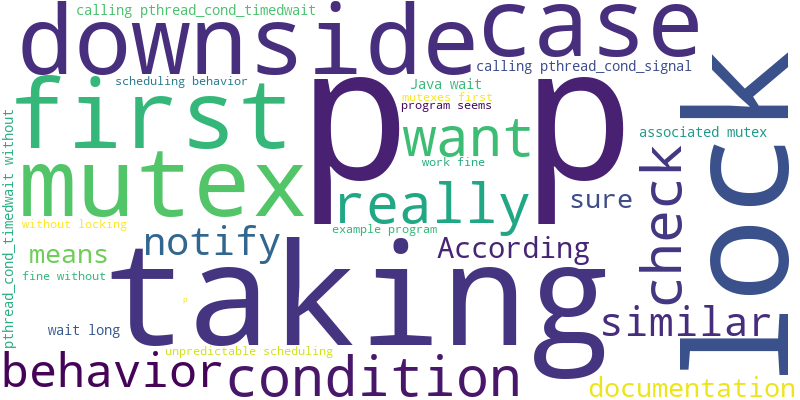 calling pthread_cond_timedwait
downside
case
calling pthread_cond_signal
scheduling behavior
Java wait
mutexes first
program seems
first
p p
lock
want
associated mutex
work fine
mutex
really
check
sure
without locking
example program
notify
According
means
fine without
pthread_cond_timedwait without
taking
p
similar
wait long
unpredictable scheduling
behavior
condition
documentation